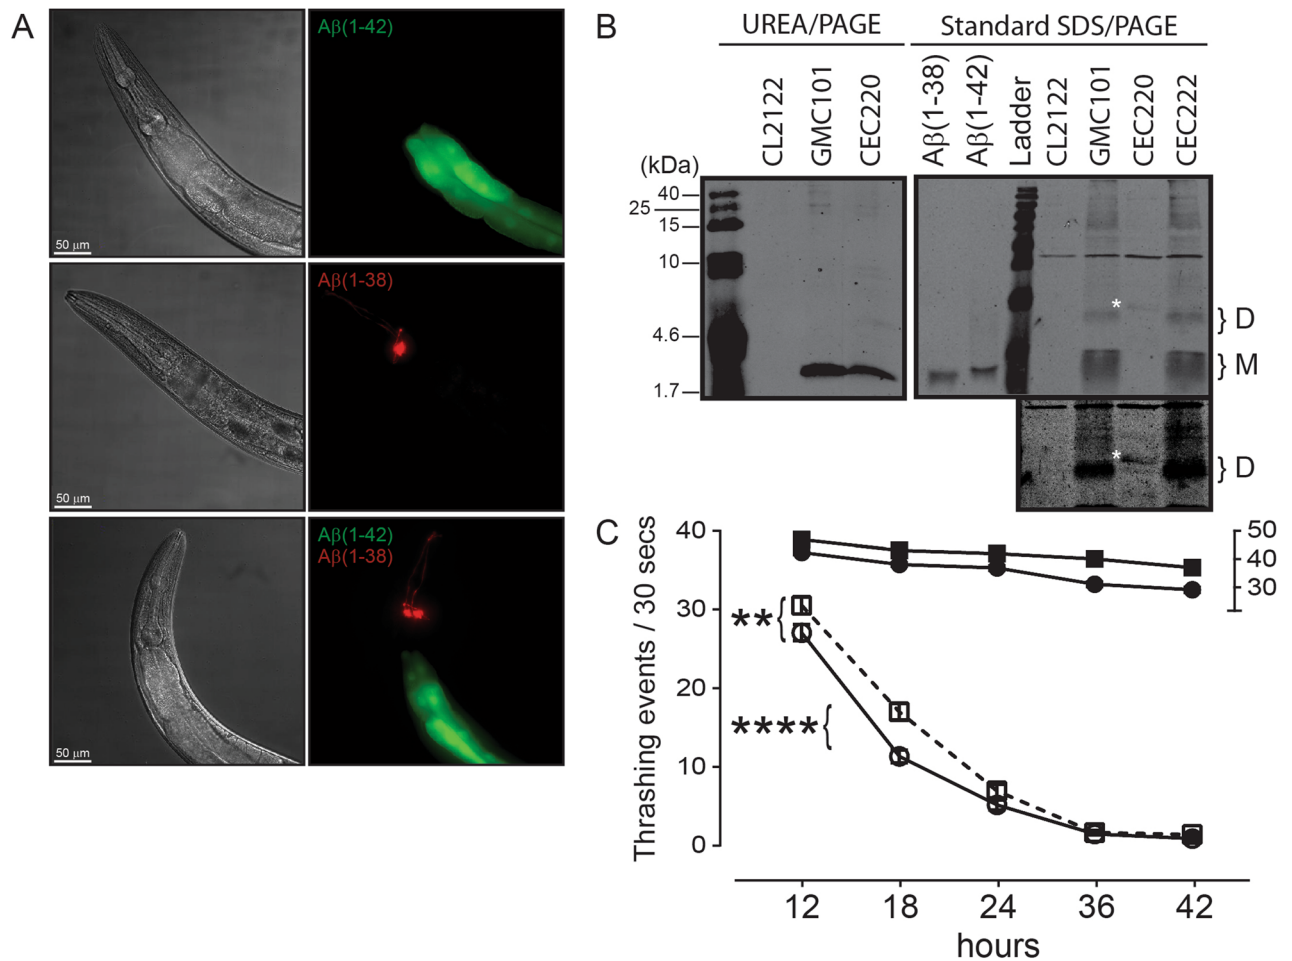 A
Aβ(1-42)
50 μm
Aβ(1-38)
50 μm
Aβ(1-42)
Aβ(1-38)
50 μm
B
UREA/PAGE
Standard SDS/PAGE
CL2122
GMC101
CEC220
Aβ(1-38)
Aβ(1-42)
Ladder
CL2122
GMC101
CEC220
CEC222
(kDa)
40
25
15
10
4.6
1.7
*
} D
} M
*
} D
C
Thrashing events / 30 secs
40
30
20
10
0
50
40
30
**{
****{
12 18 24 36 42
hours